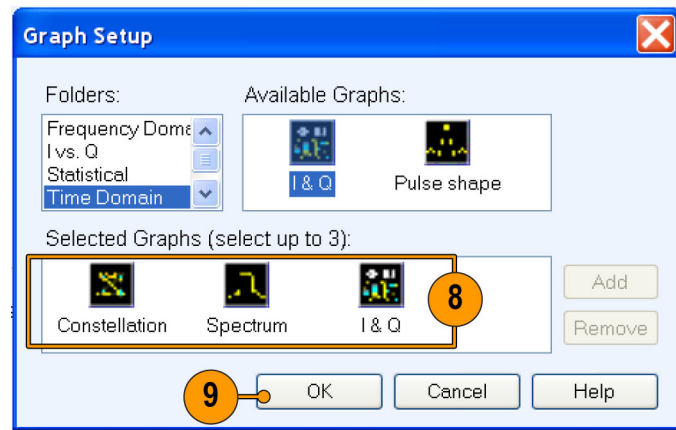 Graph Setup
Folders:
Available Graphs:
Frequency Dom
I vs. Q
Statistical
Time Domain
I & Q
Pulse shape
Selected Graphs (select up to 3):
Constellation
Spectrum
I & Q
8
Add
Remove
9
OK
Cancel
Help